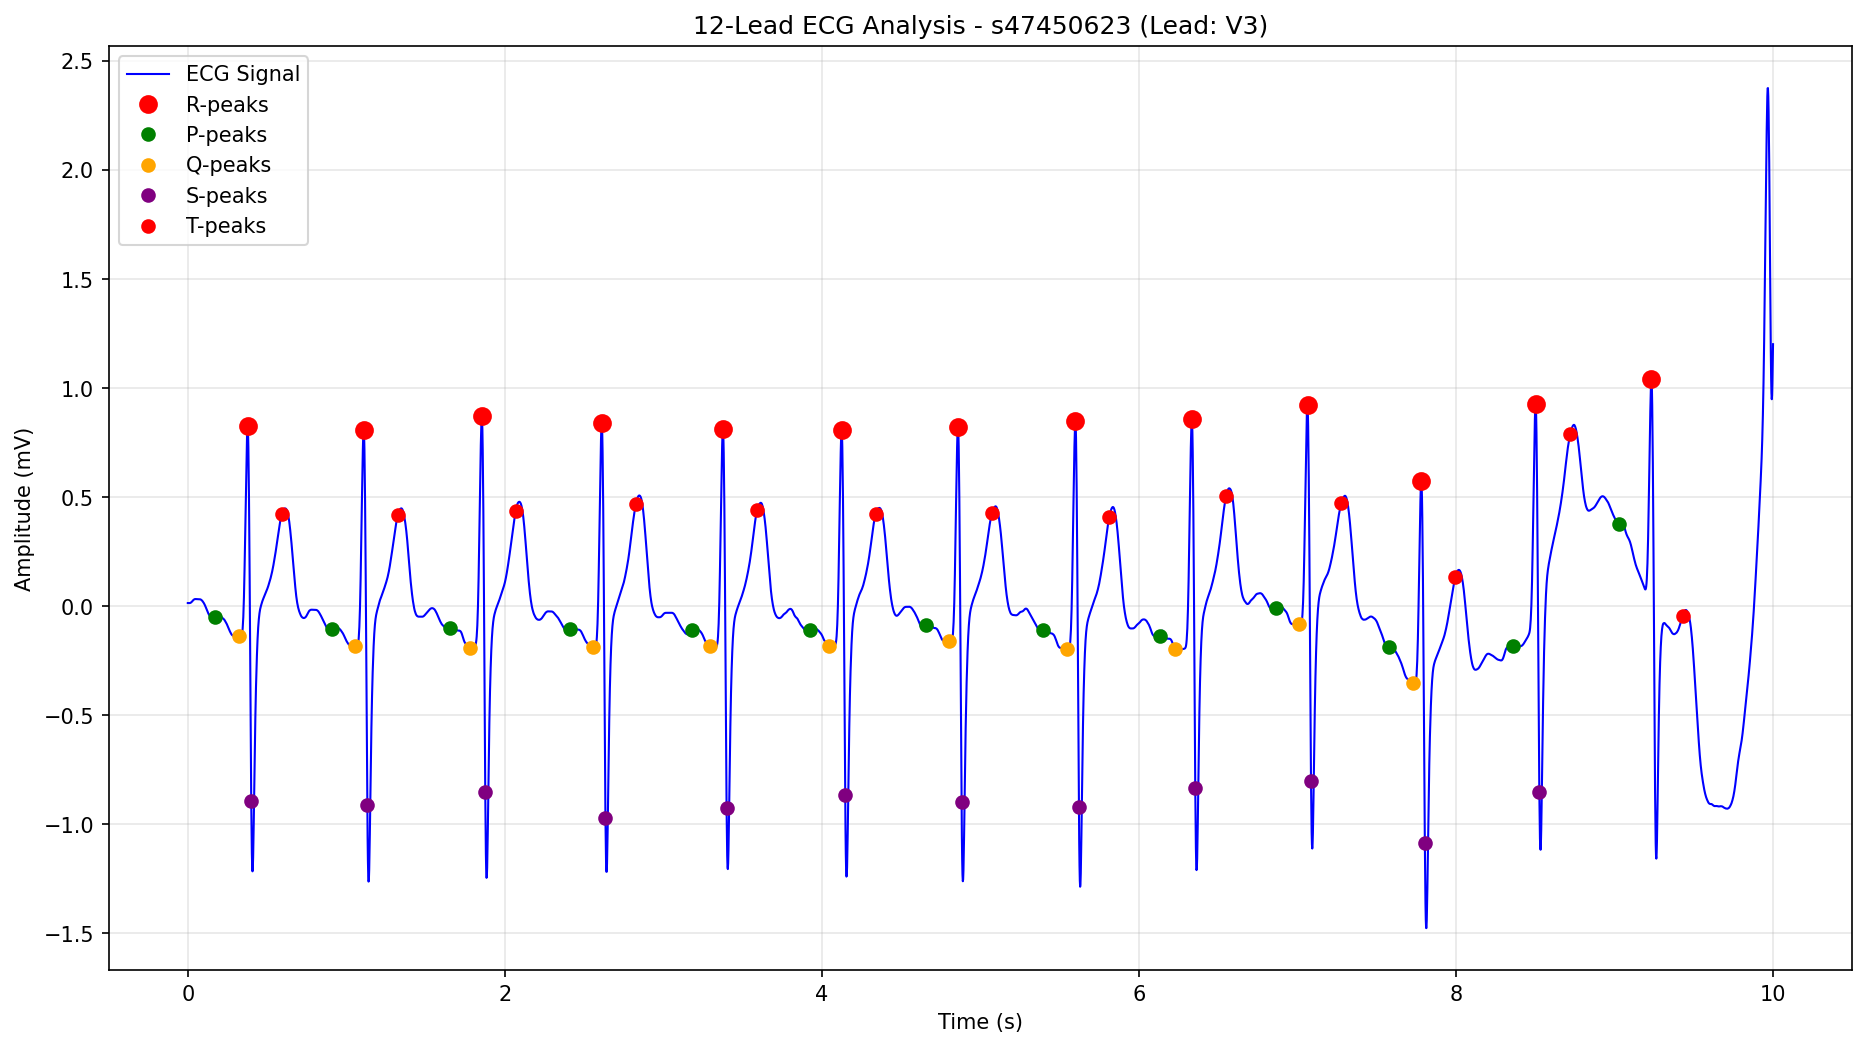 12-Lead ECG Analysis - s47450623 (Lead: V3)
ECG Signal
R-peaks
P-peaks
Q-peaks
S-peaks
T-peaks
Amplitude (mV)
2.5
2.0
1.5
1.0
0.5
0.0
−0.5
−1.0
−1.5
0 2 4 6 8 10
Time (s)